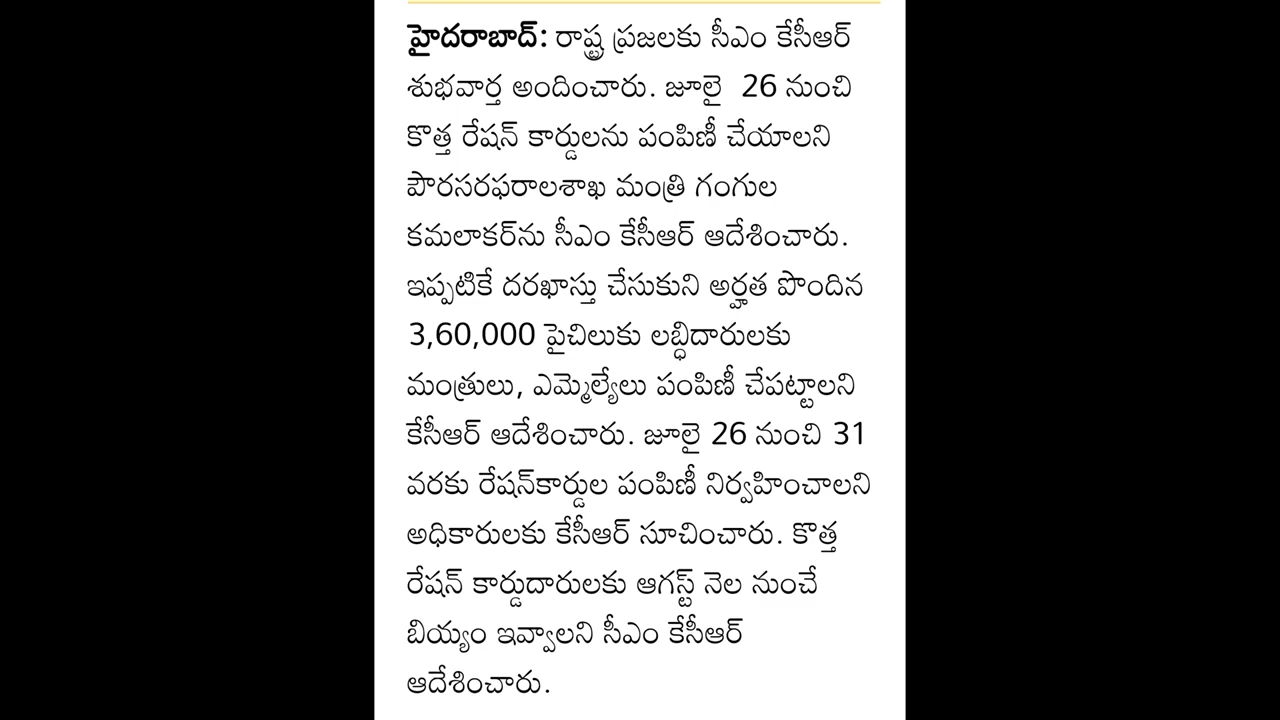 హైదరాబాద్: రాష్ట్ర ప్రజలకు సీఎం కేసీఆర్
శుభవార్త అందించారు. జూలై 26 నుంచి
కొత్త రేషన్ కార్డులను పంపిణీ చేయాలని
పౌరసరఫరాలశాఖ మంత్రి గంగుల
కమలాకర్‌ను సీఎం కేసీఆర్ ఆదేశించారు.
ఇప్పటికే దరఖాస్తు చేసుకుని అర్హత పొందిన
3,60,000 పైచిలుకు లబ్ధిదారులకు
మంత్రులు, ఎమ్మెల్యేలు పంపిణీ చేపట్టాలని
కేసీఆర్ ఆదేశించారు. జూలై 26 నుంచి 31
వరకు రేషన్‌కార్డుల పంపిణీ నిర్వహించాలని
అధికారులకు కేసీఆర్ సూచించారు. కొత్త
రేషన్ కార్డుదారులకు ఆగస్ట్ నెల నుంచే
బియ్యం ఇవ్వాలని సీఎం కేసీఆర్
ఆదేశించారు.